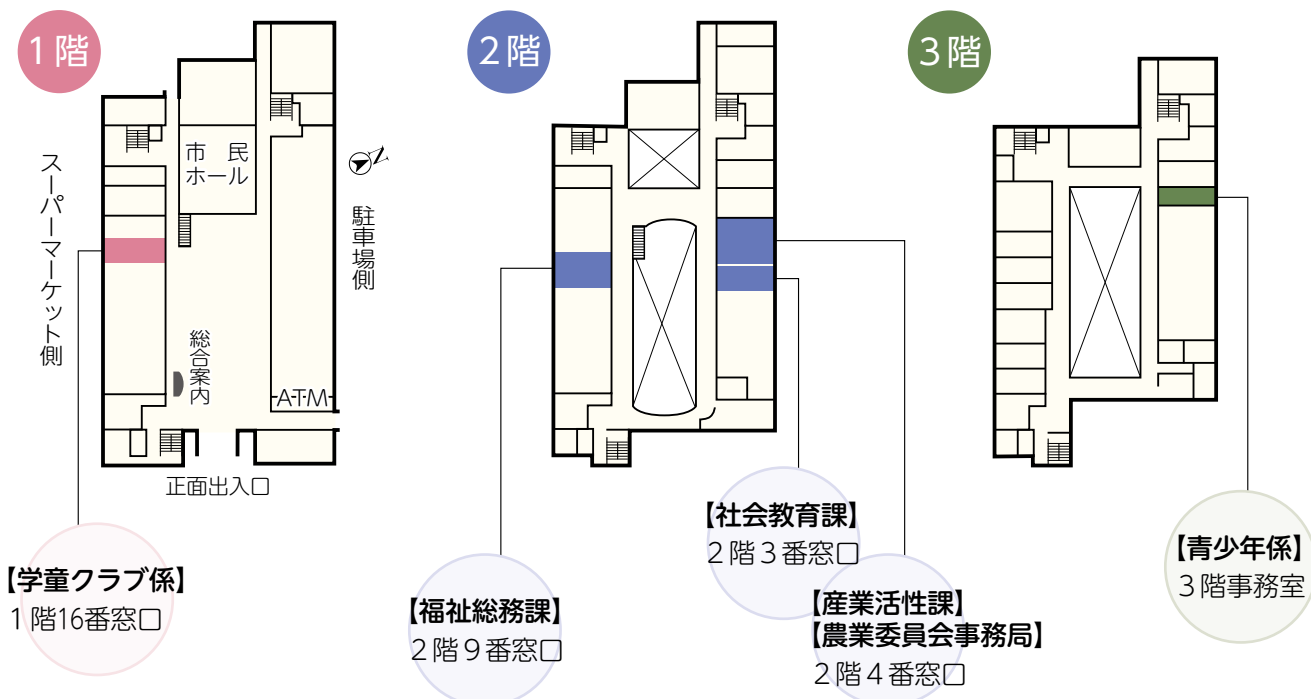 1階
市　民
ホール
スーパーマーケット側
N
駐車場側
総合案内
ATM
正面出入口
【学童クラブ係】
1階16番窓口
2階
【福祉総務課】
2階9番窓口
【社会教育課】
2階3番窓口
【産業活性課】
【農業委員会事務局】
2階4番窓口
3階
【青少年係】
3階事務室